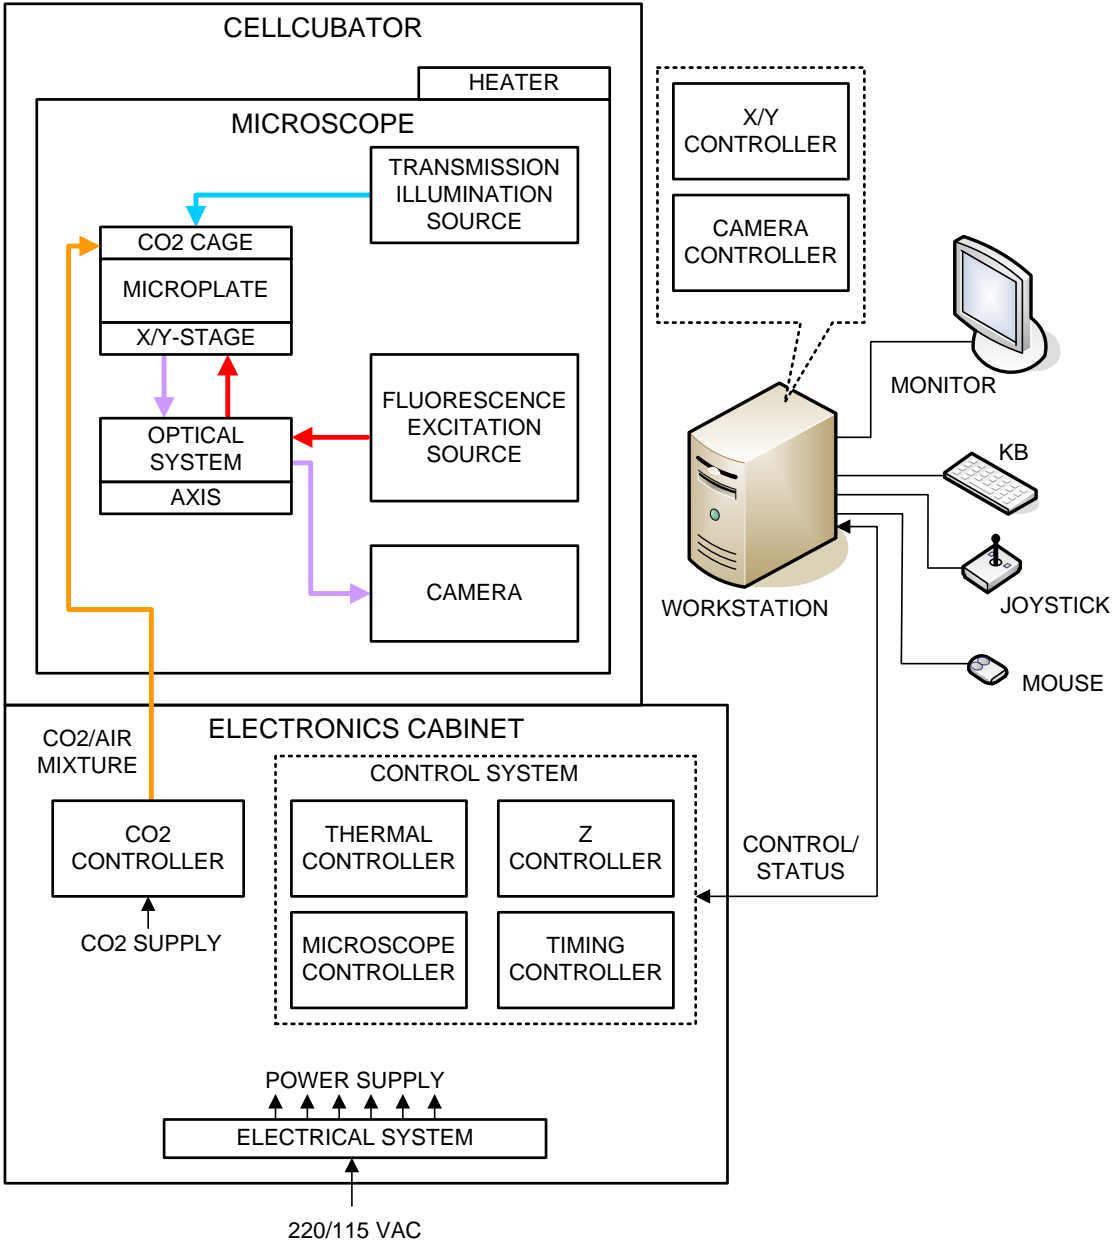 CELLCUBATOR
HEATER
MICROSCOPE
TRANSMISSION
ILLUMINATION
SOURCE
CO2 CAGE
MICROPLATE
X/Y-STAGE
FLUORESCENCE
EXCITATION
SOURCE
OPTICAL
SYSTEM
AXIS
CAMERA
X/Y
CONTROLLER
CAMERA
CONTROLLER
MONITOR
KB
WORKSTATION
JOYSTICK
MOUSE
ELECTRONICS CABINET
CO2/AIR
MIXTURE
CONTROL SYSTEM
CO2
CONTROLLER
THERMAL
CONTROLLER
Z
CONTROLLER
CONTROL/
STATUS
CO2 SUPPLY
MICROSCOPE
CONTROLLER
TIMING
CONTROLLER
POWER SUPPLY
ELECTRICAL SYSTEM
220/115 VAC